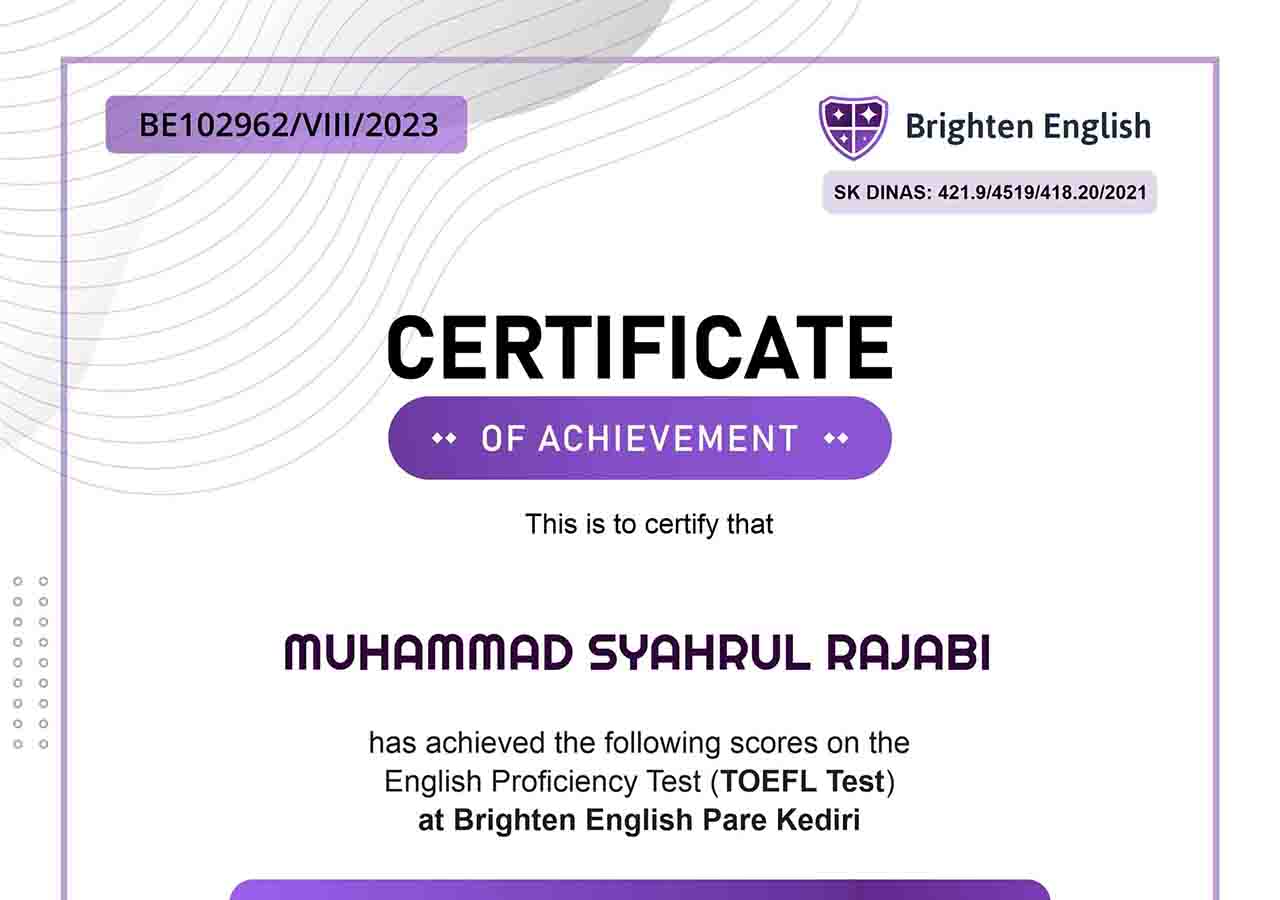 BE102962/VIII/2023
Brighten English
SK DINAS: 421.9/4519/418.20/2021
CERTIFICATE
OF ACHIEVEMENT
This is to certify that
MUHAMMAD SYAHRUL RAJABI
has achieved the following scores on the
English Proficiency Test (TOEFL Test)
at Brighten English Pare Kediri